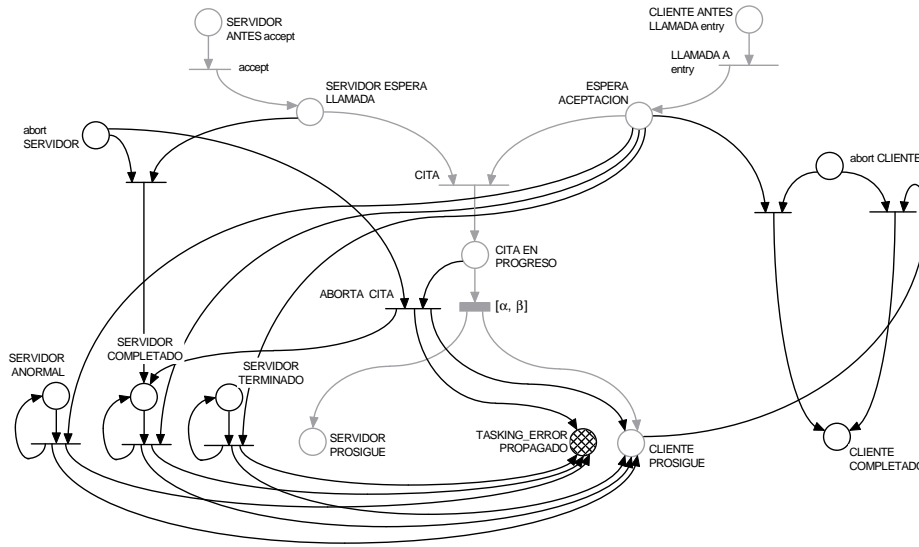 SERVIDOR
ANTES accept
CLIENTE ANTES
LLAMADA entry
accept
LLAMADA A
entry
SERVIDOR ESPERA
LLAMADA
ESPERA
ACEPTACION
abort
SERVIDOR
abort CLIENTE
CITA
CITA EN
PROGRESO
ABORTA CITA
[α, β]
SERVIDOR
ANORMAL
SERVIDOR
COMPLETADO
SERVIDOR
TERMINADO
SERVIDOR
PROSIGUE
TASKING_ERROR
PROPAGADO
CLIENTE
PROSIGUE
CLIENTE
COMPLETADO